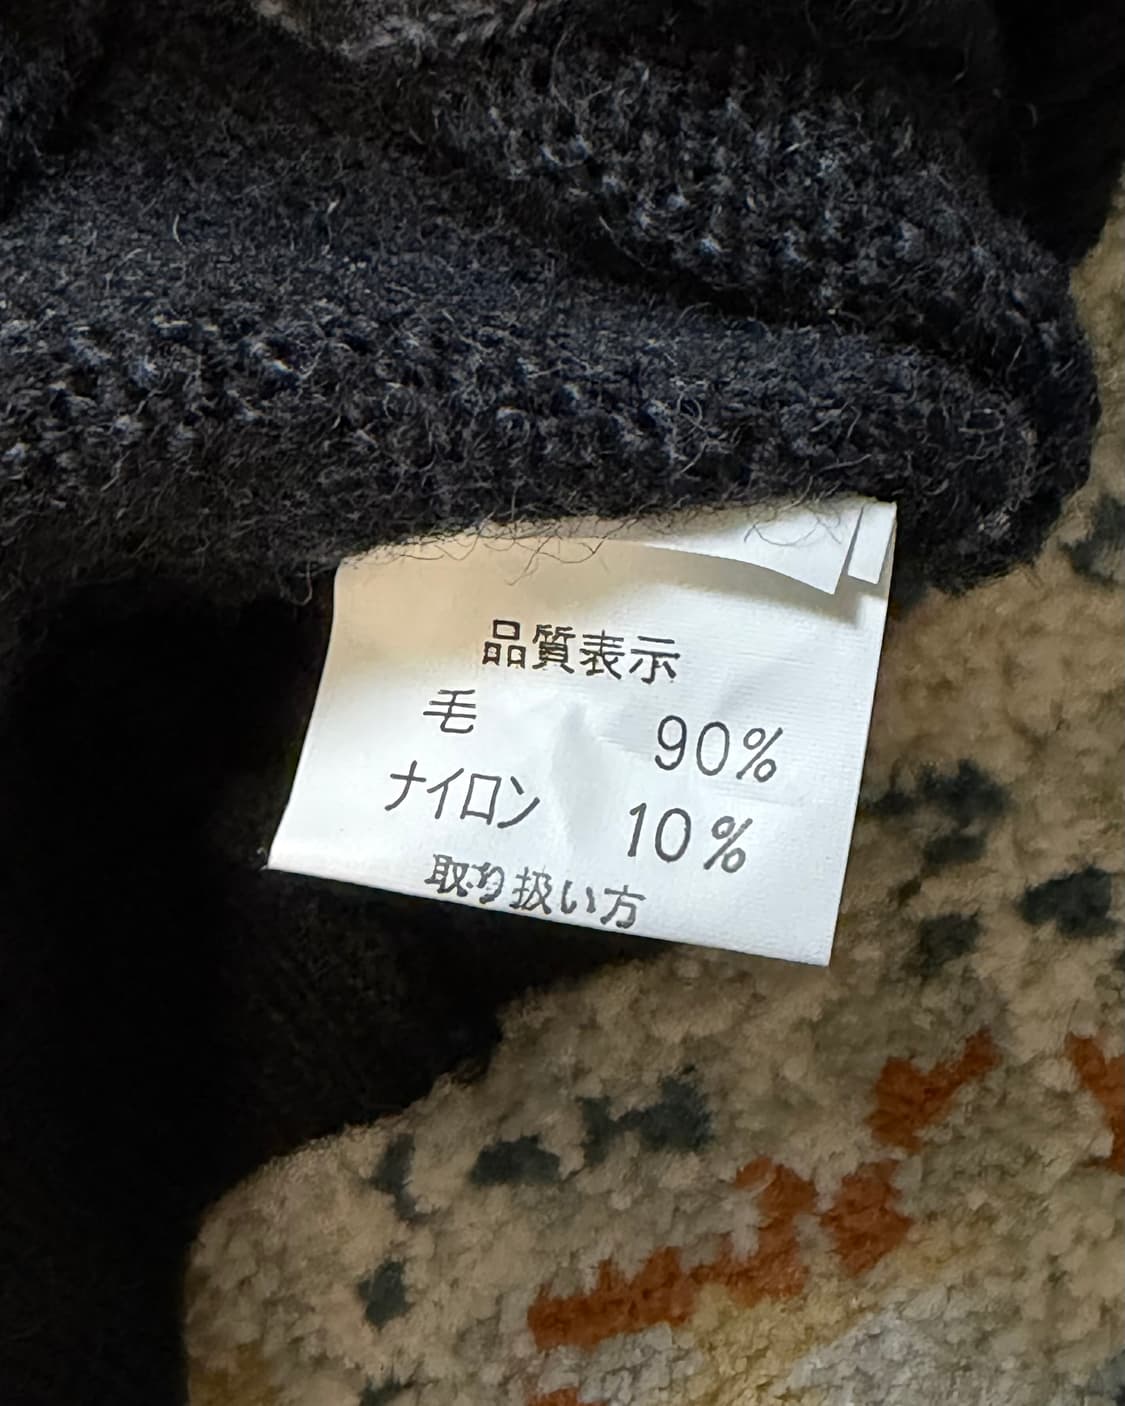 品質表示
毛 90%
ナイロン 10%
取り扱い方